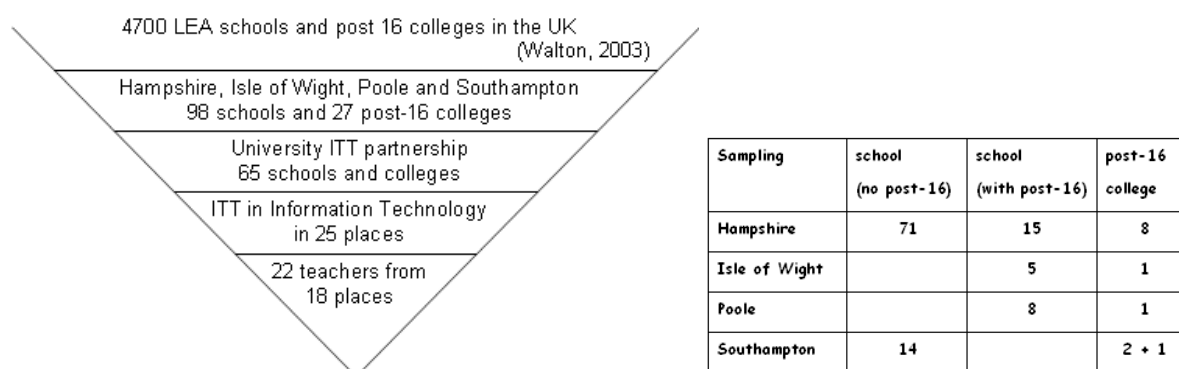 4700 LEA schools and post 16 colleges in the UK
(Walton, 2003)
Hampshire, Isle of Wight, Poole and Southampton
98 schools and 27 post-16 colleges
University ITT partnership
65 schools and colleges
ITT in Information Technology
in 25 places
22 teachers from
18 places
Sampling school school post-16
(no post-16) (with post-16) college
Hampshire 71 15 8
Isle of Wight 5 1
Poole 8 1
Southampton 14 2 + 1